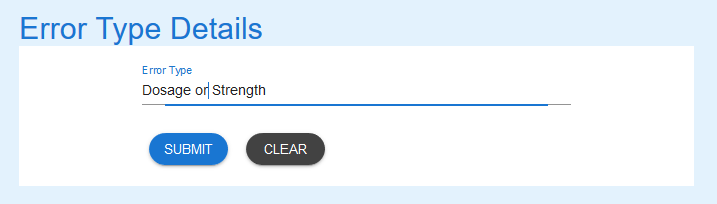 Error Type Details
Error Type
Dosage or Strength
SUBMIT
CLEAR